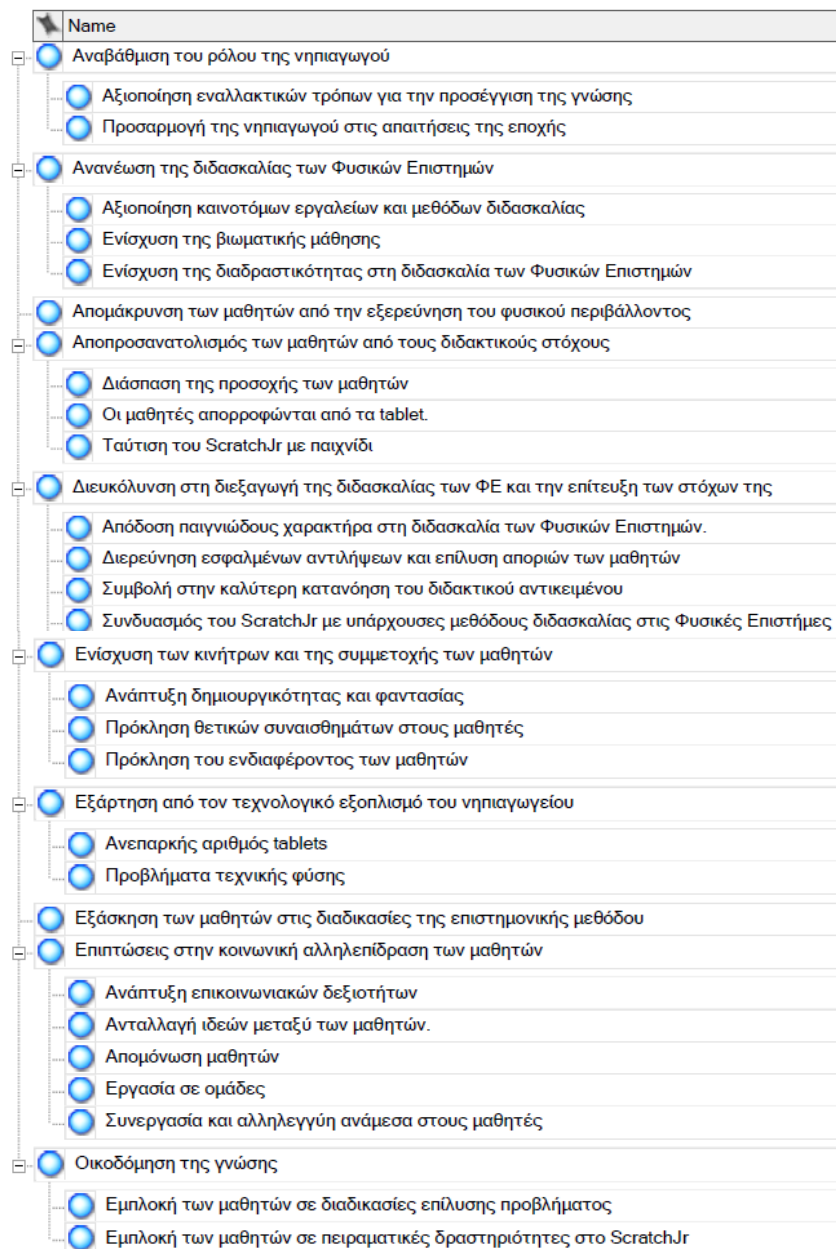 Name
Αναβάθμιση του ρόλου της νηπιαγωγού
Αξιοποίηση εναλλακτικών τρόπων για την προσέγγιση της γνώσης
Προσαρμογή της νηπιαγωγού στις απαιτήσεις της εποχής
Ανανέωση της διδασκαλίας των Φυσικών Επιστημών
Αξιοποίηση καινοτόμων εργαλείων και μεθόδων διδασκαλίας
Ενίσχυση της βιωματικής μάθησης
Ενίσχυση της διαδραστικότητας στη διδασκαλία των Φυσικών Επιστημών
Απομάκρυνση των μαθητών από την εξερεύνηση του φυσικού περιβάλλοντος
Αποπροσανατολισμός των μαθητών από τους διδακτικούς στόχους
Διάσπαση της προσοχής των μαθητών
Οι μαθητές απορροφώνται από τα tablet.
Ταύτιση του ScratchJr με παιχνίδι
Διευκόλυνση στη διεξαγωγή της διδασκαλίας των ΦΕ και την επίτευξη των στόχων της
Απόδοση παιγνιώδους χαρακτήρα στη διδασκαλία των Φυσικών Επιστημών.
Διερεύνηση εσφαλμένων αντιλήψεων και επίλυση αποριών των μαθητών
Συμβολή στην καλύτερη κατανόηση του διδακτικού αντικειμένου
Συνδυασμός του ScratchJr με υπάρχουσες μεθόδους διδασκαλίας στις Φυσικές Επιστήμες
Ενίσχυση των κινήτρων και της συμμετοχής των μαθητών
Ανάπτυξη δημιουργικότητας και φαντασίας
Πρόκληση θετικών συναισθημάτων στους μαθητές
Πρόκληση του ενδιαφέροντος των μαθητών
Εξάρτηση από τον τεχνολογικό εξοπλισμό του νηπιαγωγείου
Ανεπαρκής αριθμός tablets
Προβλήματα τεχνικής φύσης
Εξάσκηση των μαθητών στις διαδικασίες της επιστημονικής μεθόδου
Επιπτώσεις στην κοινωνική αλληλεπίδραση των μαθητών
Ανάπτυξη επικοινωνιακών δεξιοτήτων
Ανταλλαγή ιδεών μεταξύ των μαθητών.
Απομόνωση μαθητών
Εργασία σε ομάδες
Συνεργασία και αλληλεγγύη ανάμεσα στους μαθητές
Οικοδόμηση της γνώσης
Εμπλοκή των μαθητών σε διαδικασίες επίλυσης προβλήματος
Εμπλοκή των μαθητών σε πειραματικές δραστηριότητες στο ScratchJr